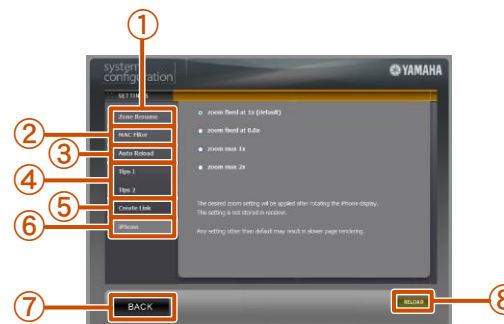 ①
system
configuration
YAMAHA
SETTINGS
Zone Rename
zoom fixed at 1x (default)
②
MAC Filter
zoom fixed at 0.6x
③
Auto Reload
zoom max 1x
④
Tips 1
zoom max 2x
Tips 2
⑤
Create Link
The desired zoom setting will be applied after rotating the iPhone display.
This setting is not stored in receiver.
⑥
iPhone
Any setting other than default may result in slower page rendering.
⑦
BACK
RELOAD
⑧